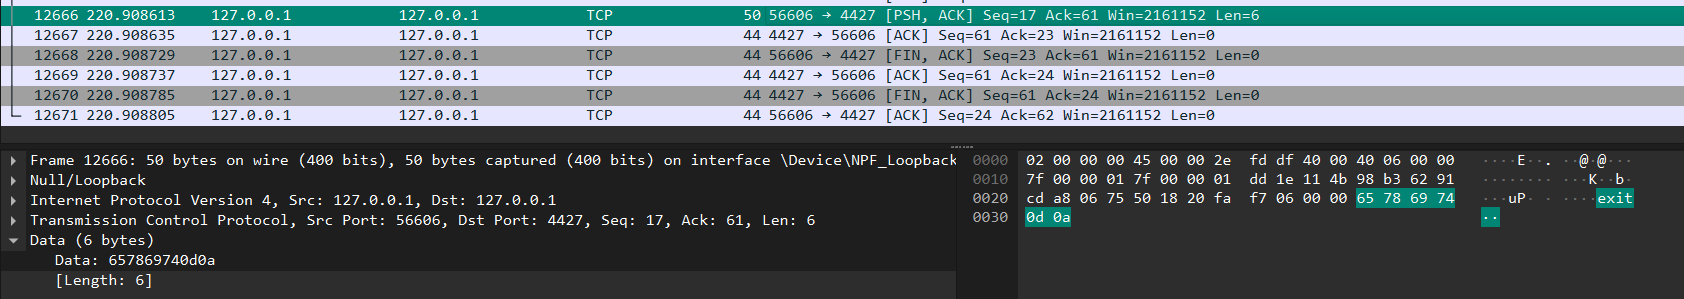 12666 220.908613 127.0.0.1 127.0.0.1 TCP 50 56606 → 4427 [PSH, ACK] Seq=17 Ack=61 Win=2161152 Len=6
12667 220.908635 127.0.0.1 127.0.0.1 TCP 44 4427 → 56606 [ACK] Seq=61 Ack=23 Win=2161152 Len=0
12668 220.908729 127.0.0.1 127.0.0.1 TCP 44 56606 → 4427 [FIN, ACK] Seq=23 Ack=61 Win=2161152 Len=0
12669 220.908737 127.0.0.1 127.0.0.1 TCP 44 4427 → 56606 [ACK] Seq=61 Ack=24 Win=2161152 Len=0
12670 220.908785 127.0.0.1 127.0.0.1 TCP 44 4427 → 56606 [FIN, ACK] Seq=61 Ack=24 Win=2161152 Len=0
12671 220.908805 127.0.0.1 127.0.0.1 TCP 44 56606 → 4427 [ACK] Seq=24 Ack=62 Win=2161152 Len=0
Frame 12666: 50 bytes on wire (400 bits), 50 bytes captured (400 bits) on interface \Device\NPF_Loopback
Null/Loopback
Internet Protocol Version 4, Src: 127.0.0.1, Dst: 127.0.0.1
Transmission Control Protocol, Src Port: 56606, Dst Port: 4427, Seq: 17, Ack: 61, Len: 6
Data (6 bytes)
Data: 657869740d0a
[Length: 6]
0000 02 00 00 00 45 00 00 2e fd df 40 00 40 06 00 00 ····E··. ··@·@···
0010 7f 00 00 01 7f 00 00 01 dd 1e 11 4b 98 b3 62 91 ········ ···K··b·
0020 cd a8 06 75 50 18 20 fa f7 06 00 00 65 78 69 74 ···uP· · ····exit
0030 0d 0a ··